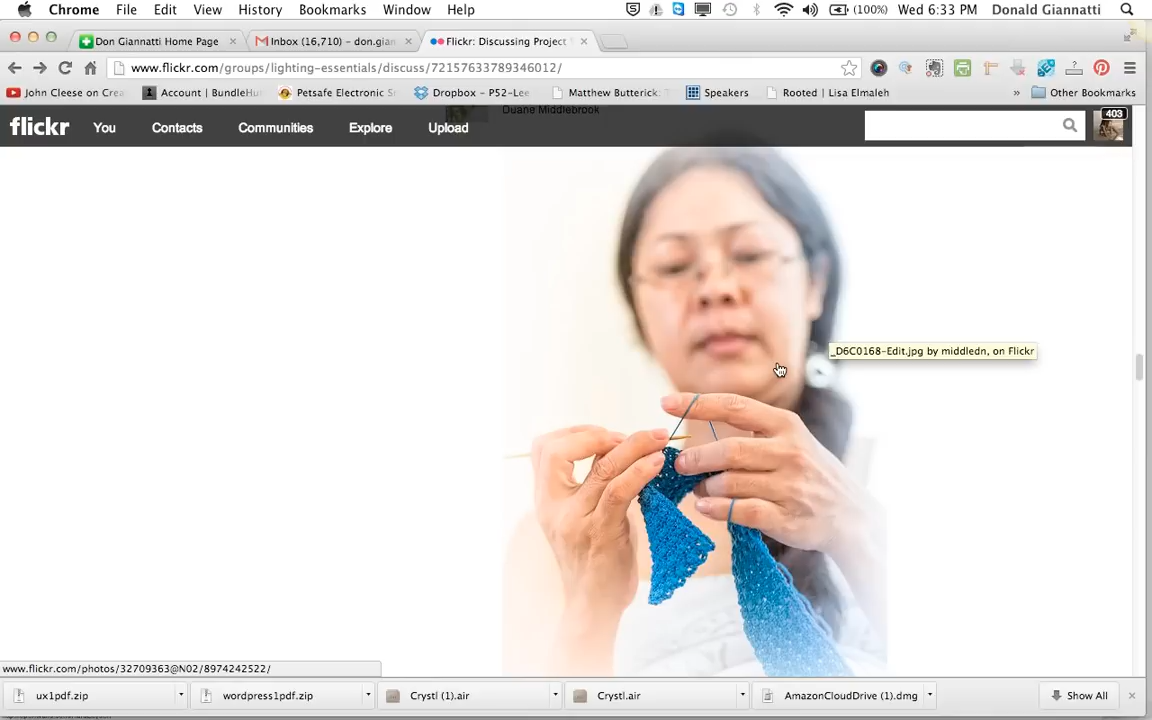 Chrome File Edit View History Bookmarks Window Help (100%) Wed 6:33 PM Donald Giannatti
Don Giannatti Home Page Inbox (16,710) – don.gian Flickr: Discussing Project
www.flickr.com/groups/lighting-essentials/discuss/72157633789346012/
John Cleese on Crea Account | BundleHu Petsafe Electronic Sm Dropbox – P52-Lee Matthew Butterick: Speakers Rooted | Lisa Elmaleh » Other Bookmarks
Duane Middlebrook
flickr You Contacts Communities Explore Upload 403
_D6C0168-Edit.jpg by middledn, on Flickr
www.flickr.com/photos/32709363@N02/8974242522/
ux1pdf.zip wordpress1pdf.zip Crystl (1).air Crystl.air AmazonCloudDrive (1).dmg Show All